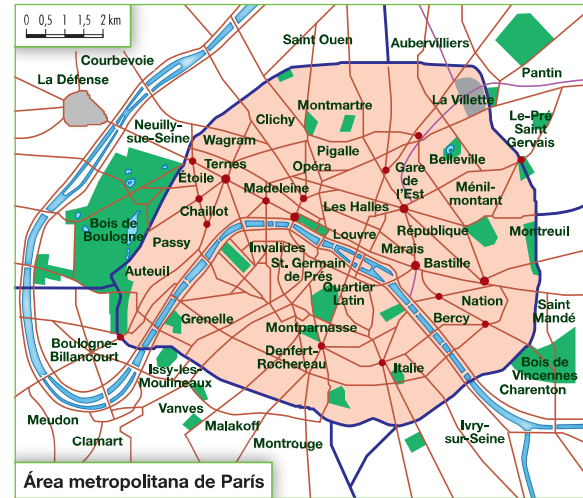 0 0,5 1 1,5 2 km
Saint Ouen
Aubervilliers
Courbevoie
Pantin
La Défense
La Villette
Montmartre
Neuilly-
sur-Seine
Clichy
Le-Pré
Saint
Gervais
Wagram
Pigalle
Belleville
Ternes
Opéra
Gare
de
l'Est
Étoile
Madeleine
Ménil-
montant
Chaillot
Les Halles
Bois de
Boulogne
République
Montreuil
Louvre
Passy
Invalides
Marais
St. Germain
de Prés
Bastille
Auteuil
Quartier
Latin
Nation
Saint
Mandé
Grenelle
Bercy
Montparnasse
Boulogne-
Billancourt
Denfert-
Rochereau
Issy-les-
Moulineaux
Italie
Bois de
Vincennes
Charenton
Vanves
Meudon
Malakoff
Ivry-
sur-Seine
Clamart
Montrouge
Área metropolitana de París